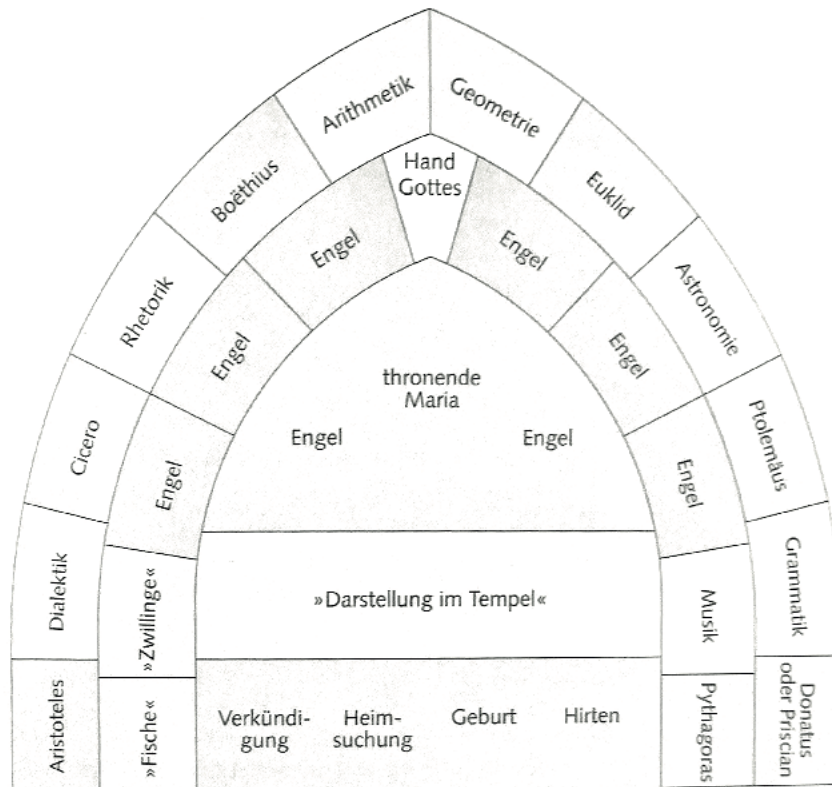 Arithmetik
Geometrie
Boëthius
Hand
Gottes
Euklid
Engel
Engel
Rhetorik
Astronomie
Engel
Engel
thronende
Maria
Cicero
Engel
Engel
Ptolemäus
Engel
Engel
Dialektik
»Zwillinge«
»Darstellung im Tempel«
Musik
Grammatik
Aristoteles
»Fische«
Verkündi-
gung
Heim-
suchung
Geburt
Hirten
Pythagoras
Donatus
oder Priscian